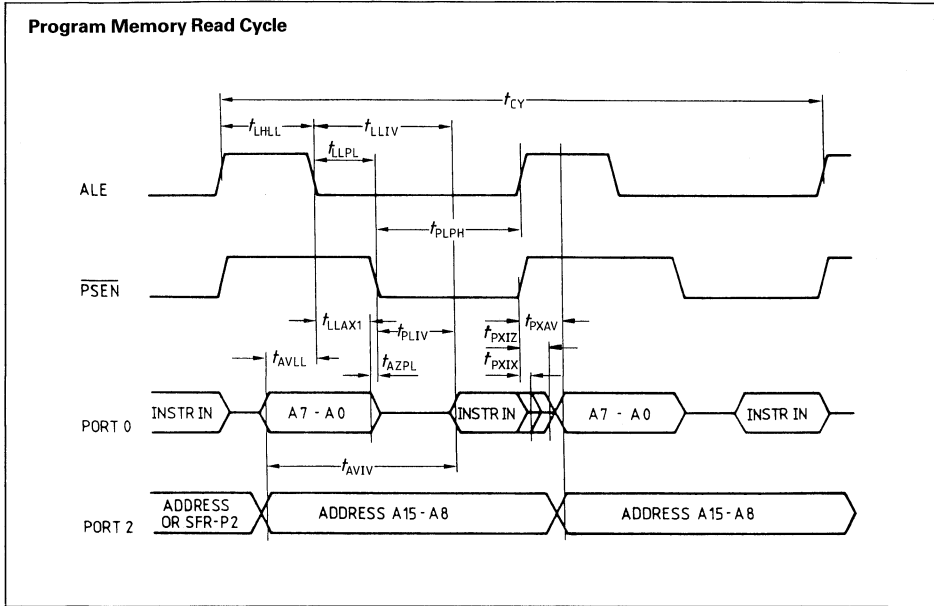 Program Memory Read Cycle
tCY
tLHLL
tLLIV
tLLPL
ALE
tPLPH
PSEN
tLLAX1
tPLIV
tPXAV
tPXIZ
tAVLL
tAZPL
tPXIX
PORT 0
INSTR IN
A7 - A0
INSTR IN
A7 - A0
INSTR IN
tAVIV
PORT 2
ADDRESS
OR SFR-P2
ADDRESS A15-A8
ADDRESS A15-A8